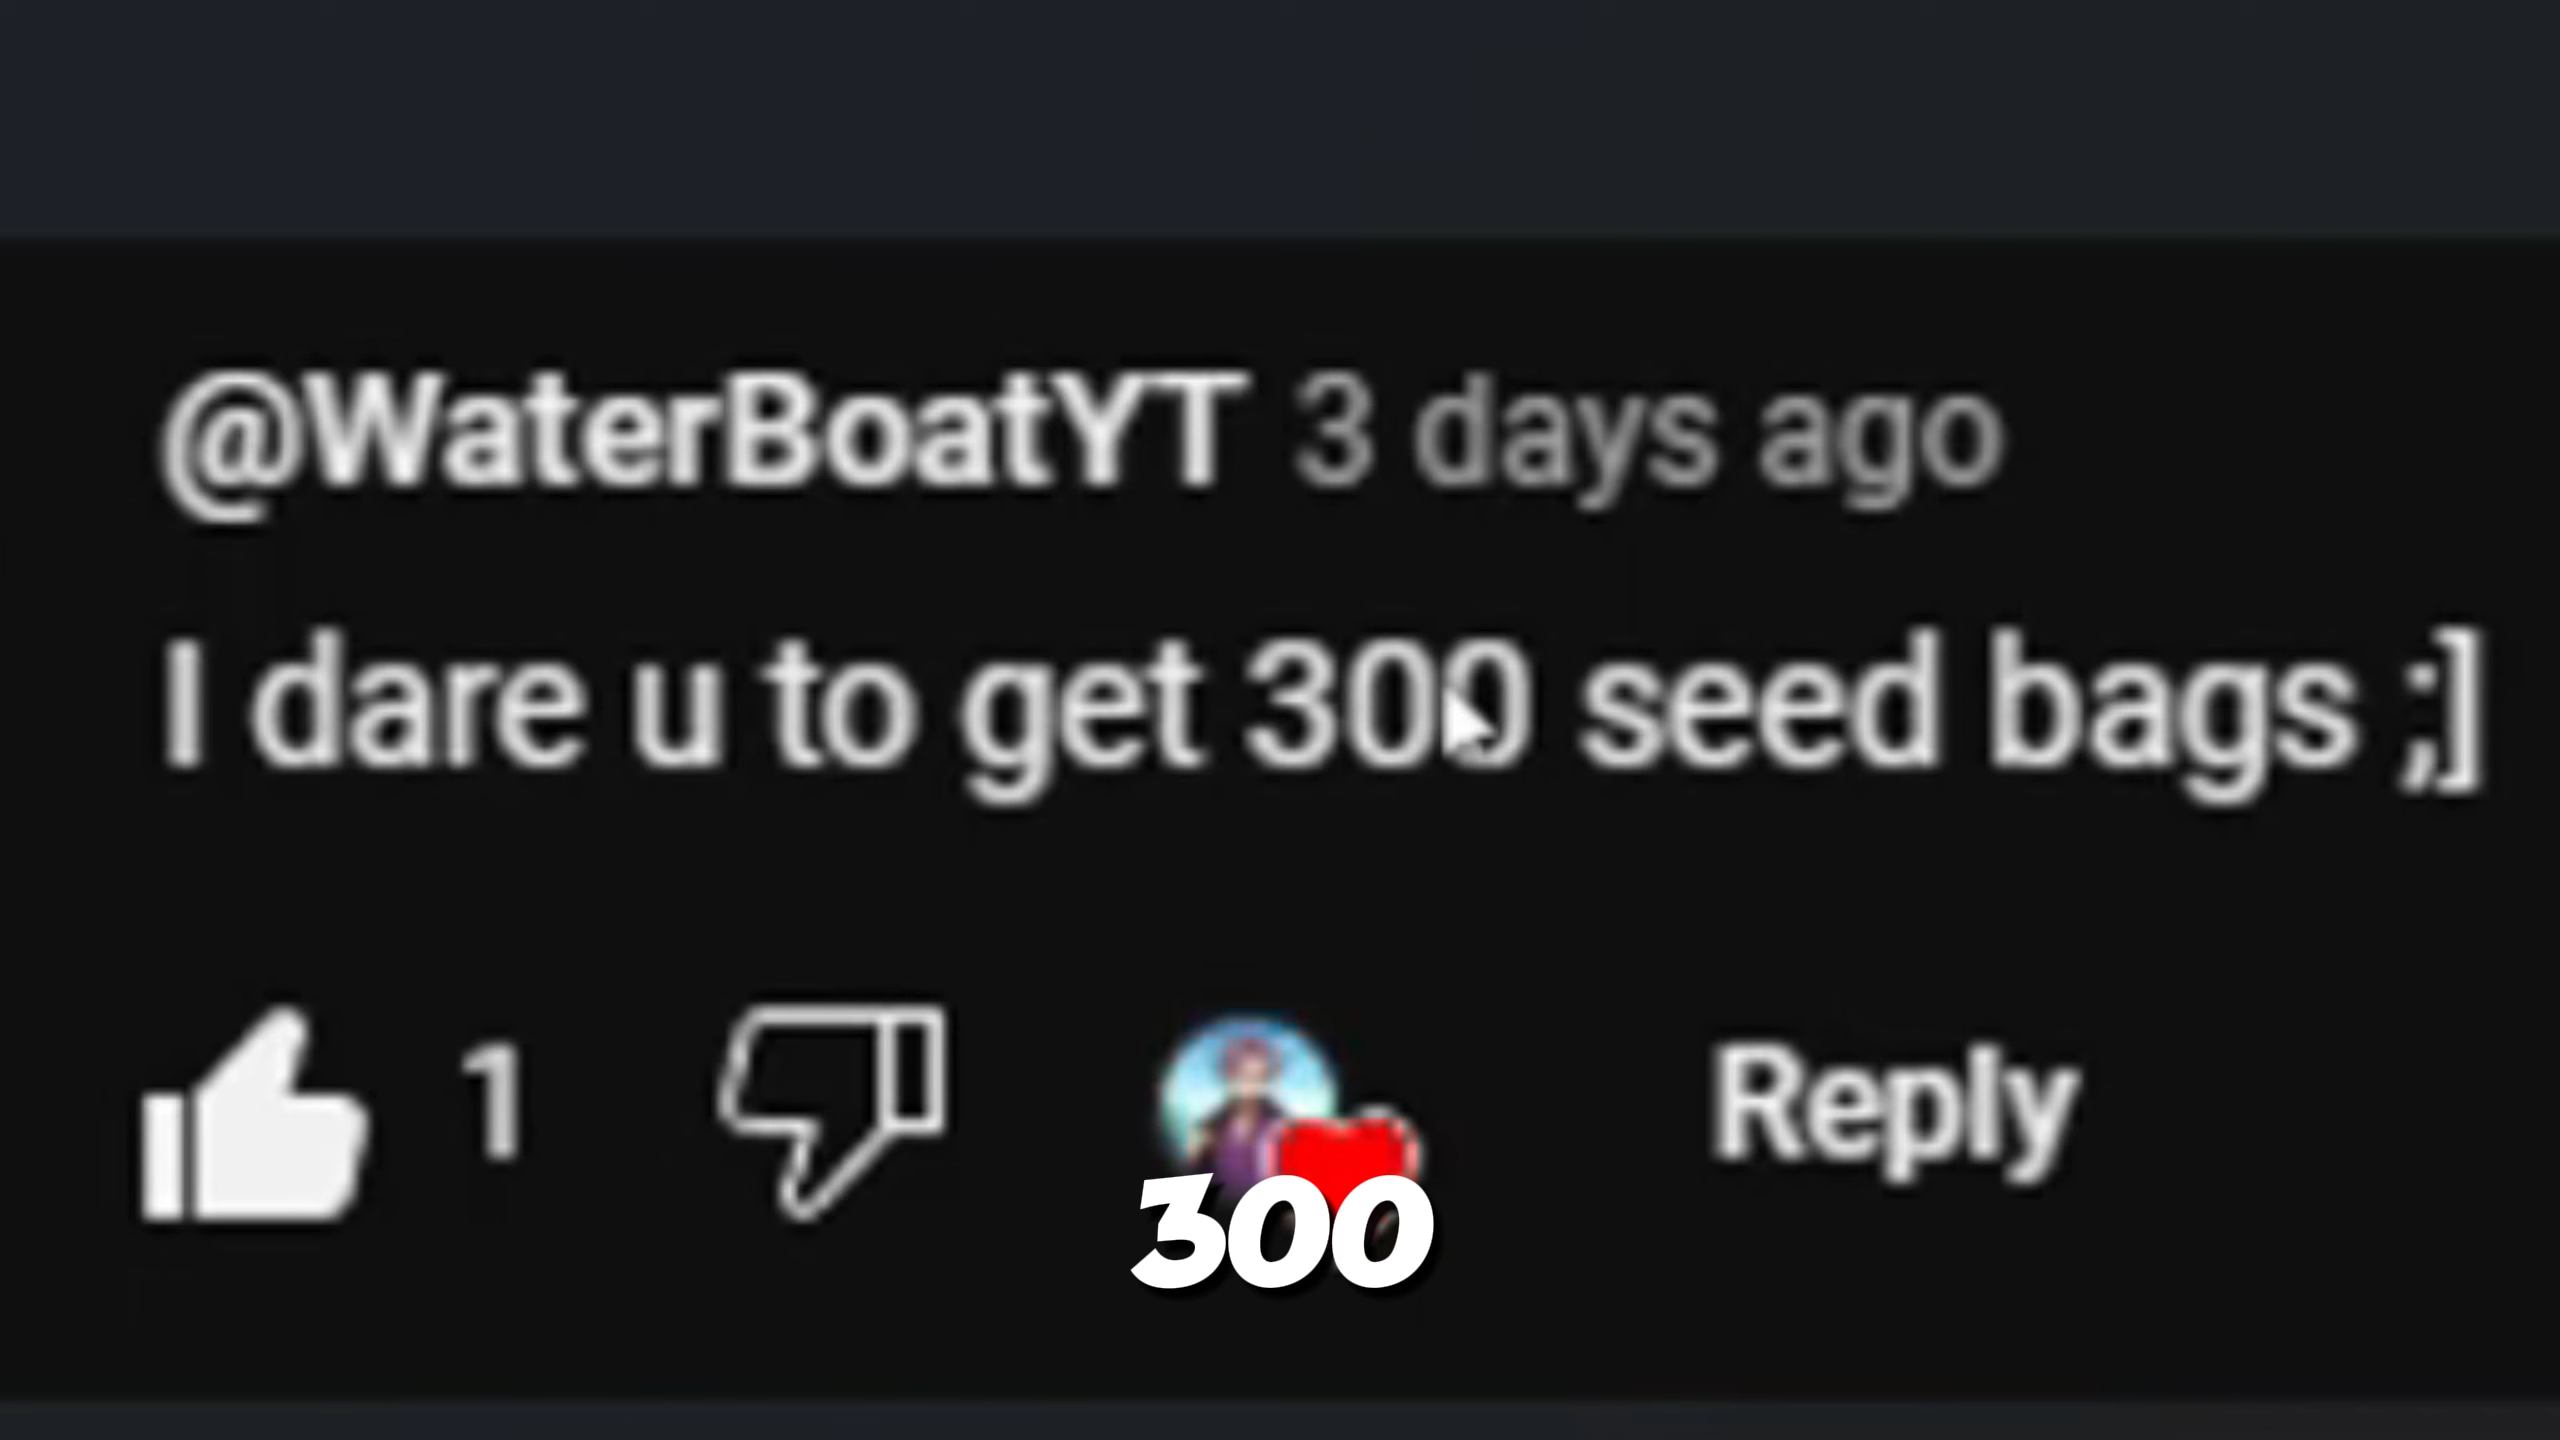 @WaterBoatYT 3 days ago
I dare u to get 300 seed bags ;]
1 Reply
300